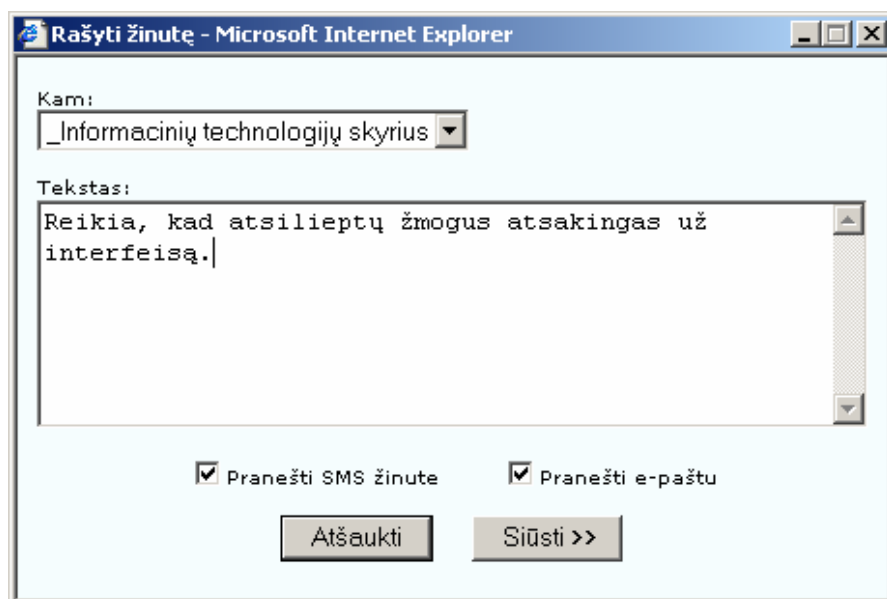 Rašyti žinutę - Microsoft Internet Explorer
Kam:
_Informacinių technologijų skyrius
Tekstas:
Reikia, kad atsilieptų žmogus atsakingas už
interfeisą.
Pranešti SMS žinute Pranešti e-paštu
Atšaukti Siūsti >>